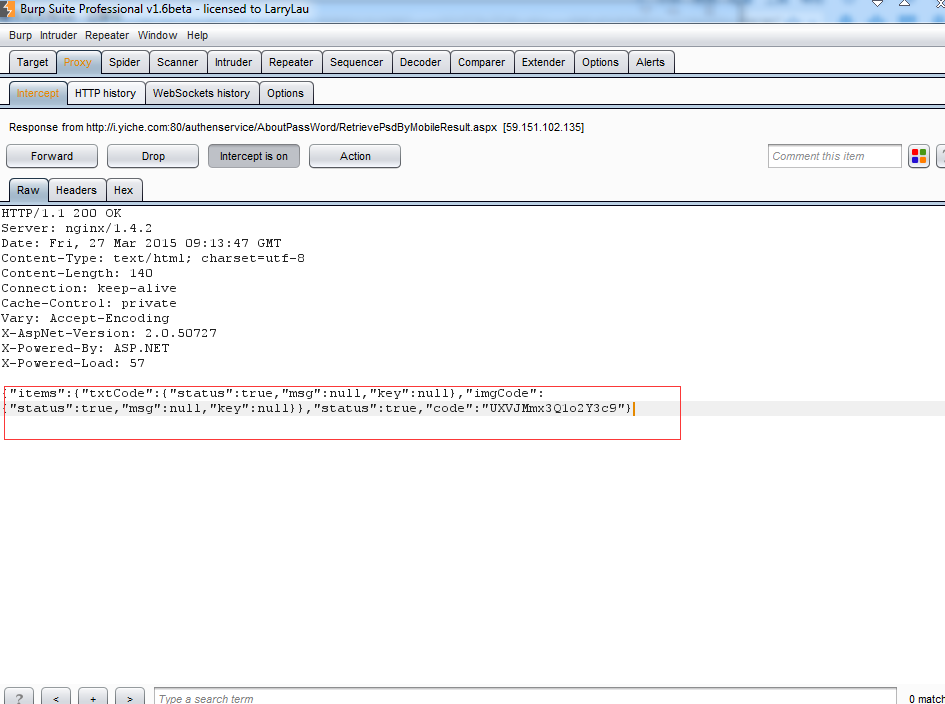 Burp Suite Professional v1.6beta - licensed to LarryLau
Burp Intruder Repeater Window Help
Target Proxy Spider Scanner Intruder Repeater Sequencer Decoder Comparer Extender Options Alerts
Intercept HTTP history WebSockets history Options
Response from http://i.yiche.com:80/authenservice/AboutPassWord/RetrievePsdByMobileResult.aspx [59.151.102.135]
Forward Drop Intercept is on Action Comment this item
Raw Headers Hex
HTTP/1.1 200 OK
Server: nginx/1.4.2
Date: Fri, 27 Mar 2015 09:13:47 GMT
Content-Type: text/html; charset=utf-8
Content-Length: 140
Connection: keep-alive
Cache-Control: private
Vary: Accept-Encoding
X-AspNet-Version: 2.0.50727
X-Powered-By: ASP.NET
X-Powered-Load: 57
{"items":{"txtCode":{"status":true,"msg":null,"key":null},"imgCode":
{"status":true,"msg":null,"key":null}},"status":true,"code":"UXVJMmx3Q1o2Y3c9"}
? < + > Type a search term 0 match